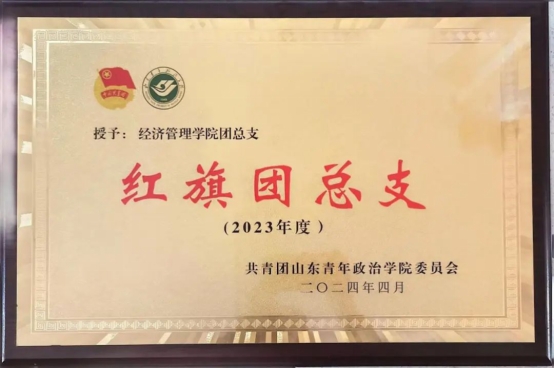 授予： 经济管理学院团总支
红旗团总支
(2023年度)
共青团山东青年政治学院委员会
二〇二四年四月